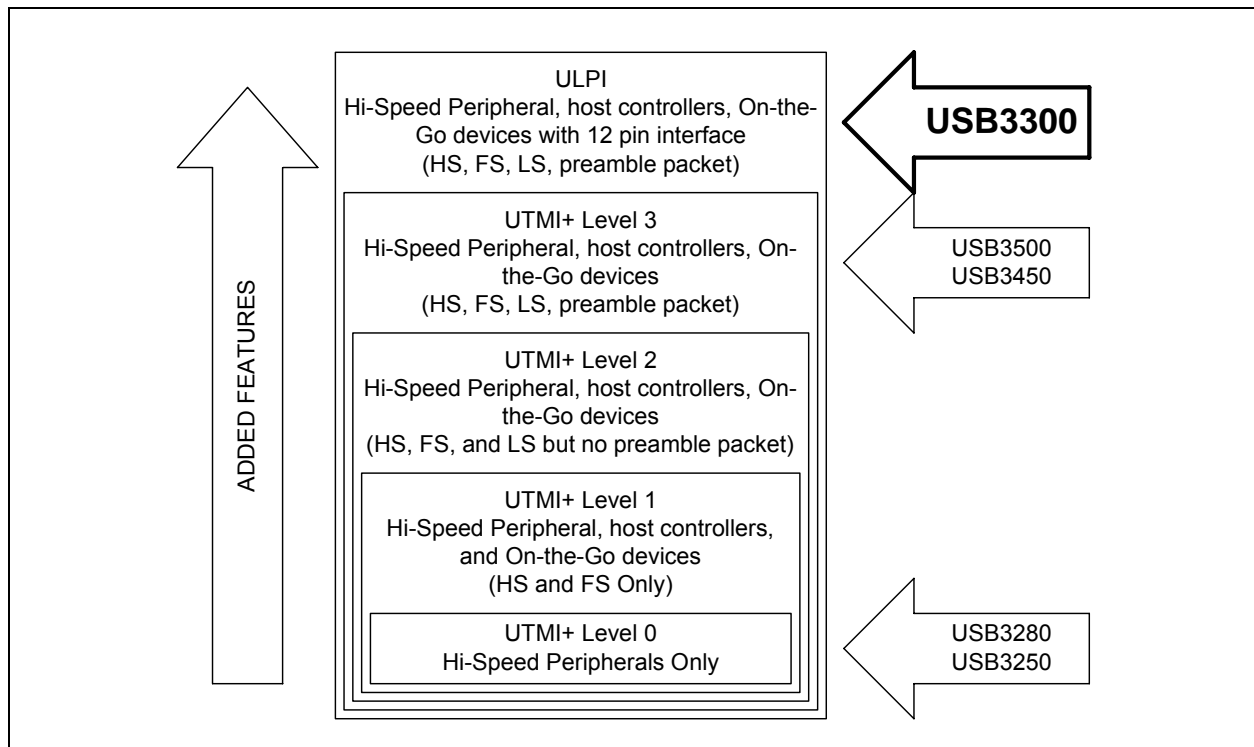 ULPI
Hi-Speed Peripheral, host controllers, On-the-
Go devices with 12 pin interface
(HS, FS, LS, preamble packet)
USB3300
UTMI+ Level 3
Hi-Speed Peripheral, host controllers, On-
the-Go devices
(HS, FS, LS, preamble packet)
USB3500
USB3450
UTMI+ Level 2
Hi-Speed Peripheral, host controllers, On-
the-Go devices
(HS, FS, and LS but no preamble packet)
ADDED FEATURES
UTMI+ Level 1
Hi-Speed Peripheral, host controllers,
and On-the-Go devices
(HS and FS Only)
UTMI+ Level 0
Hi-Speed Peripherals Only
USB3280
USB3250